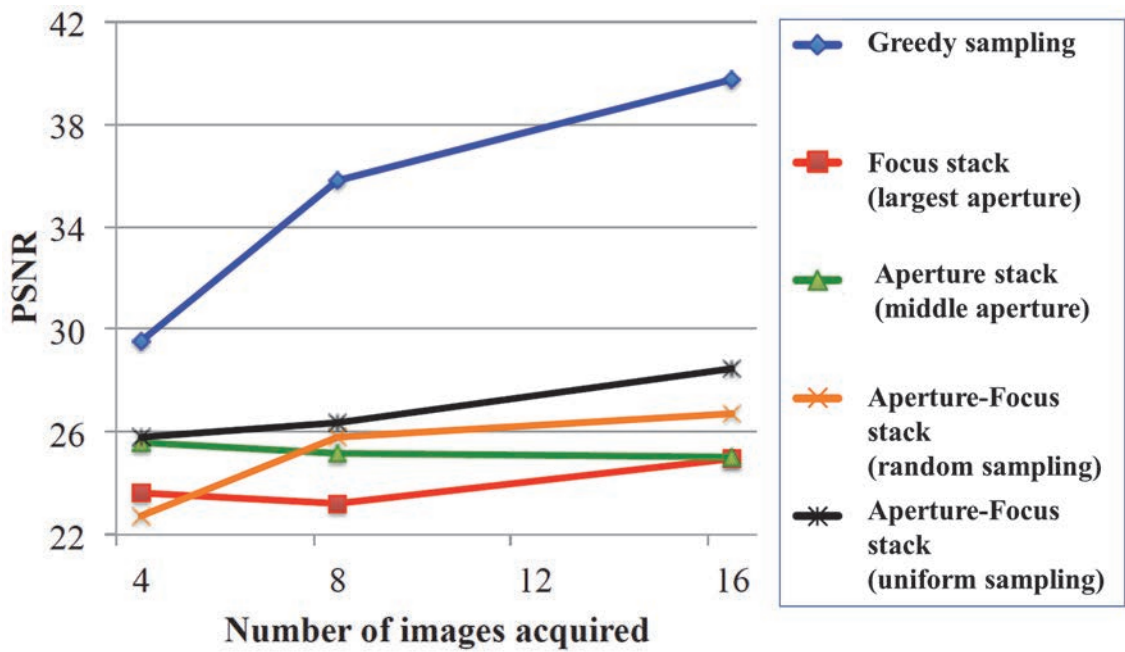 42
38
34
30
26
22
PSNR
4 8 12 16
Number of images acquired
Greedy sampling
Focus stack
(largest aperture)
Aperture stack
(middle aperture)
Aperture-Focus
stack
(random sampling)
Aperture-Focus
stack
(uniform sampling)